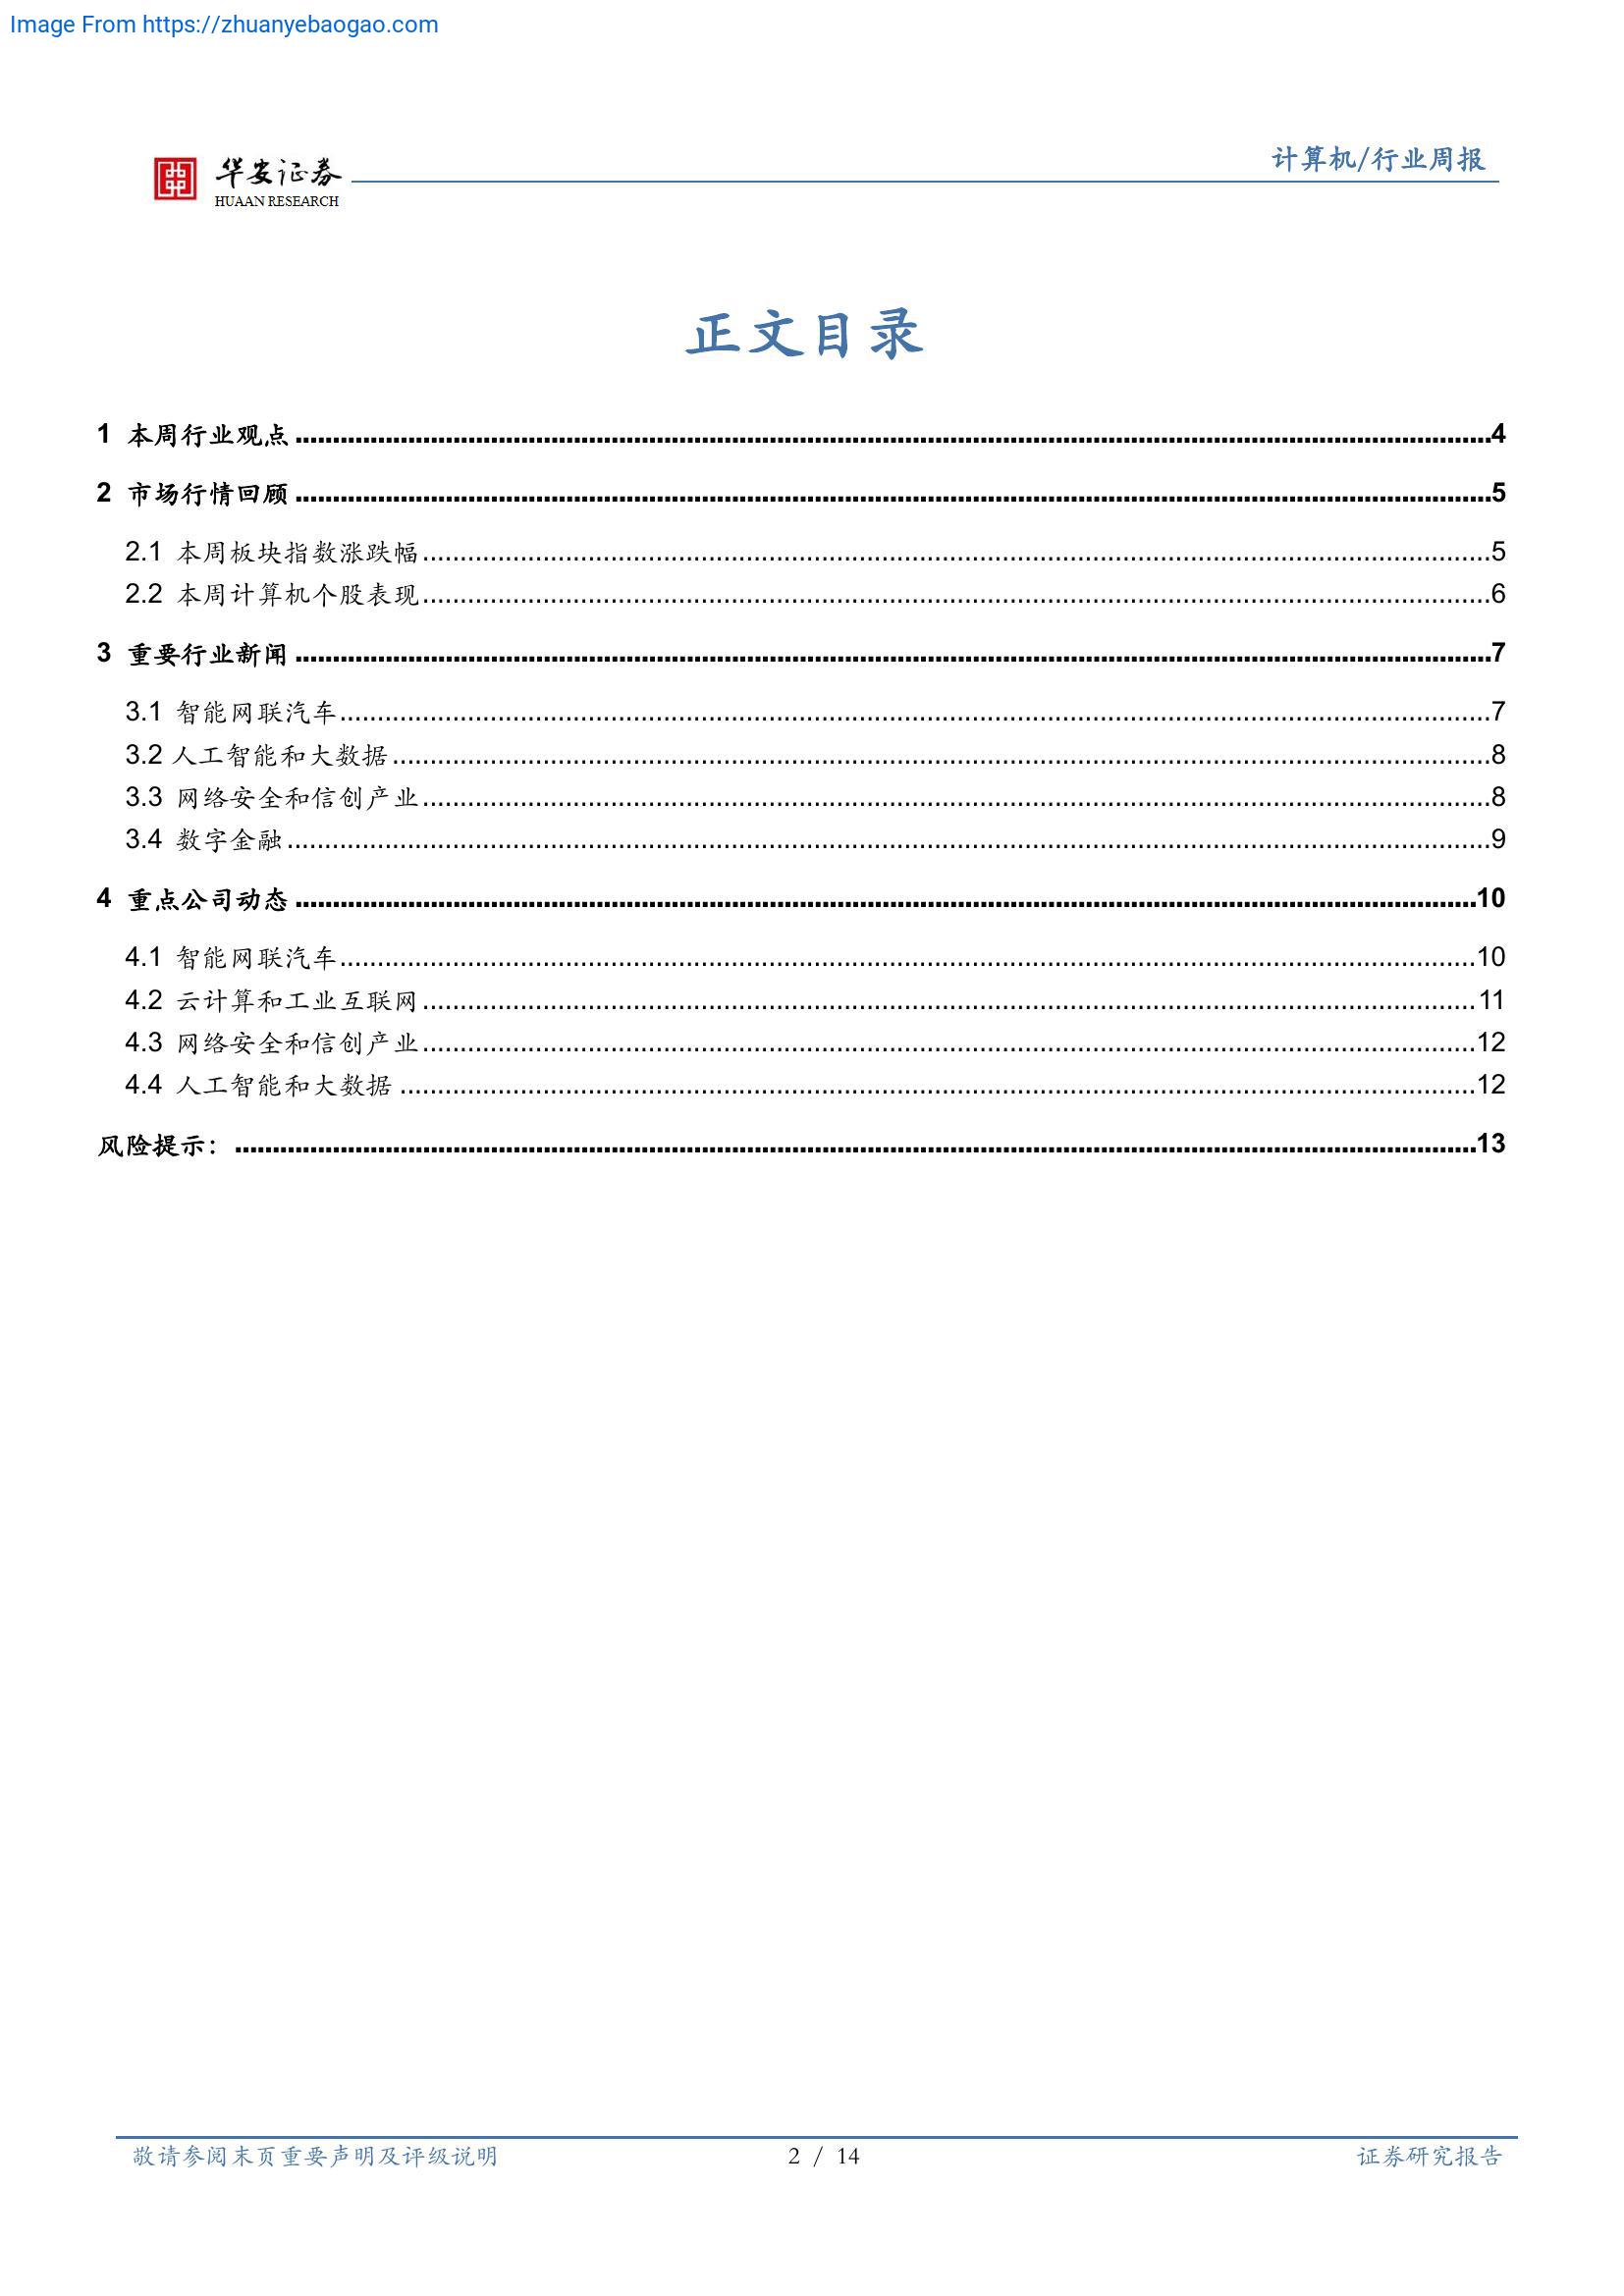 Image From https://zhuanyebaogao.com
华安证券
HUAAN RESEARCH
计算机/行业周报
正文目录
1 本周行业观点 ........ 4
2 市场行情回顾 ........ 5
2.1 本周板块指数涨跌幅 ........ 5
2.2 本周计算机个股表现 ........ 6
3 重要行业新闻 ........ 7
3.1 智能网联汽车 ........ 7
3.2 人工智能和大数据 ........ 8
3.3 网络安全和信创产业 ........ 8
3.4 数字金融 ........ 9
4 重点公司动态 ........ 10
4.1 智能网联汽车 ........ 10
4.2 云计算和工业互联网 ........ 11
4.3 网络安全和信创产业 ........ 12
4.4 人工智能和大数据 ........ 12
风险提示： ........ 13
敬请参阅末页重要声明及评级说明
2 / 14
证券研究报告